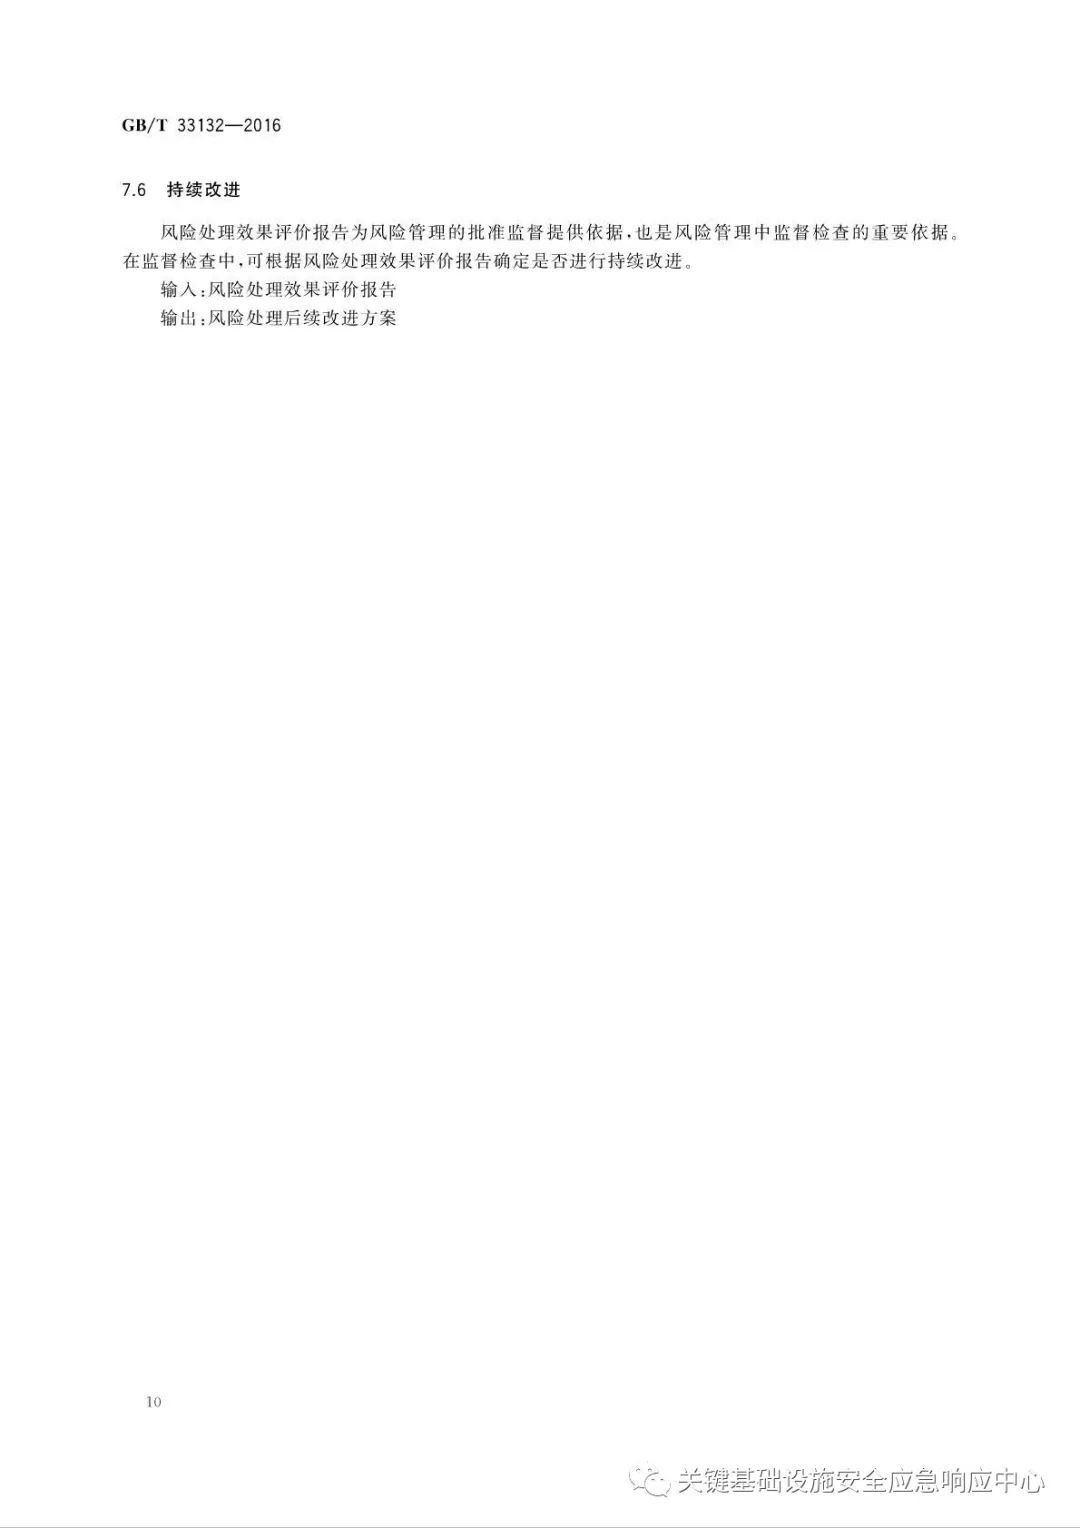 GB/T 33132—2016
7.6 持续改进
风险处理效果评价报告为风险管理的批准监督提供依据,也是风险管理中监督检查的重要依据。
在监督检查中,可根据风险处理效果评价报告确定是否进行持续改进。
输入:风险处理效果评价报告
输出:风险处理后续改进方案
10
关键基础设施安全应急响应中心